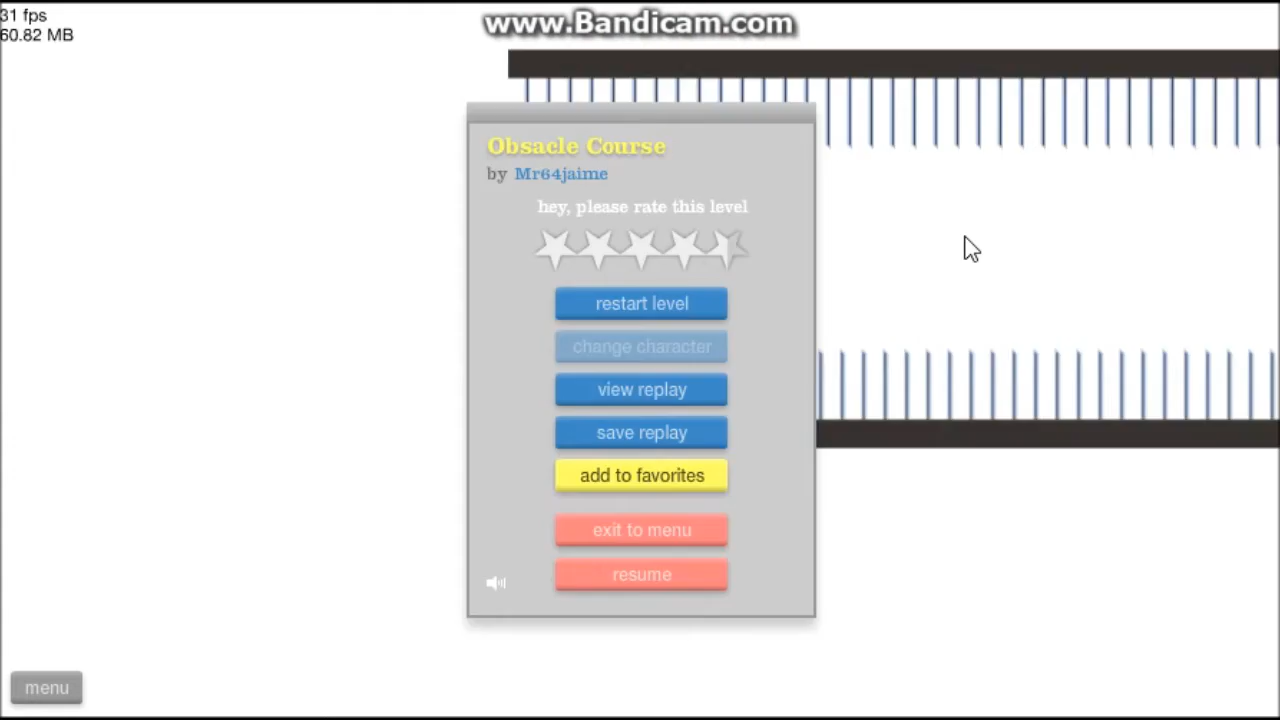 31 fps
60.82 MB
www.Bandicam.com
Obsacle Course
by Mr64jaime
hey, please rate this level
restart level
change character
view replay
save replay
add to favorites
exit to menu
resume
menu